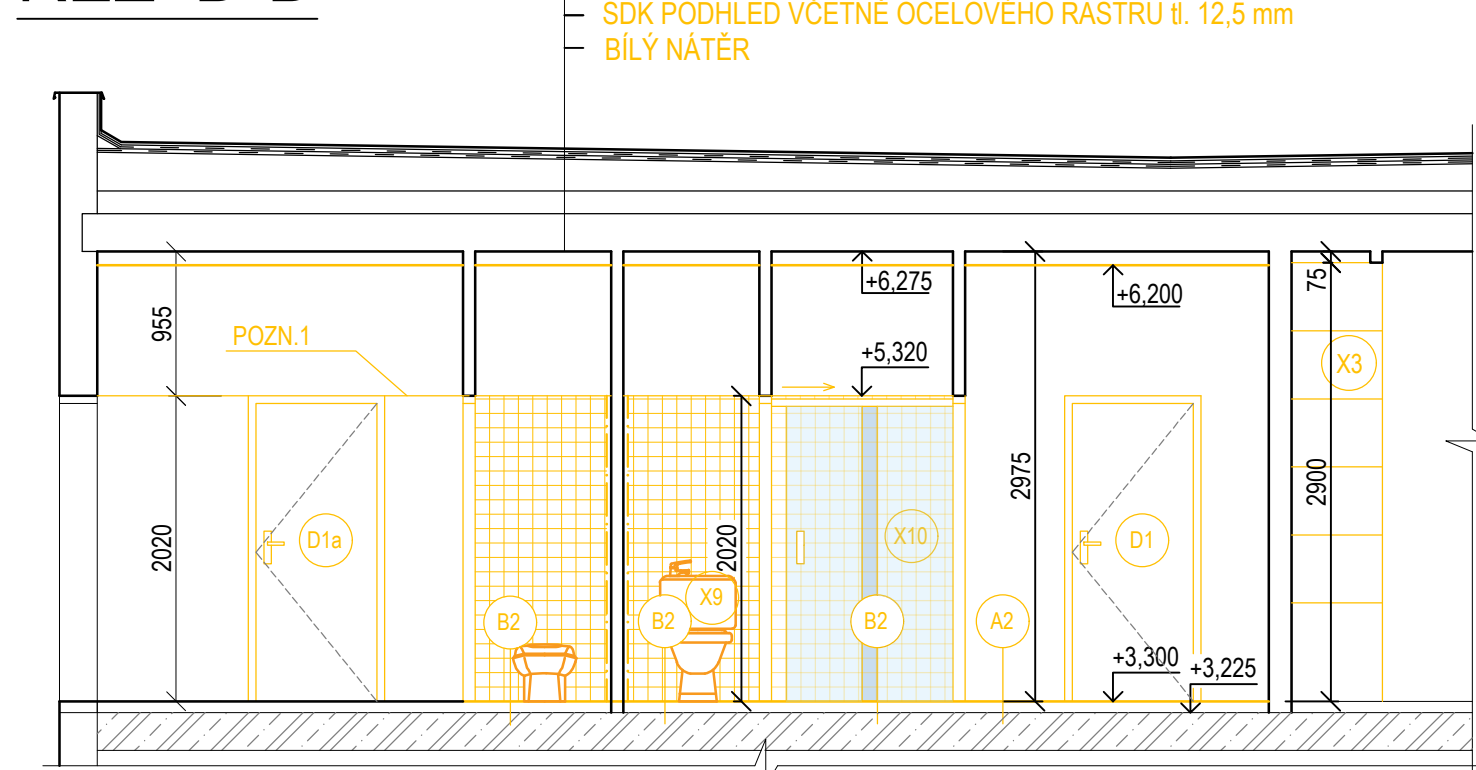 SDK PODHLED VČETNĚ OCELOVÉHO RASTRU tl. 12,5 mm
BÍLÝ NÁTĚR
+6,275
+6,200
75
955
POZN.1
+5,320
X3
2975
2900
2020
D1a
2020
X10
D1
X9
B2
B2
B2
A2
+3,300
+3,225